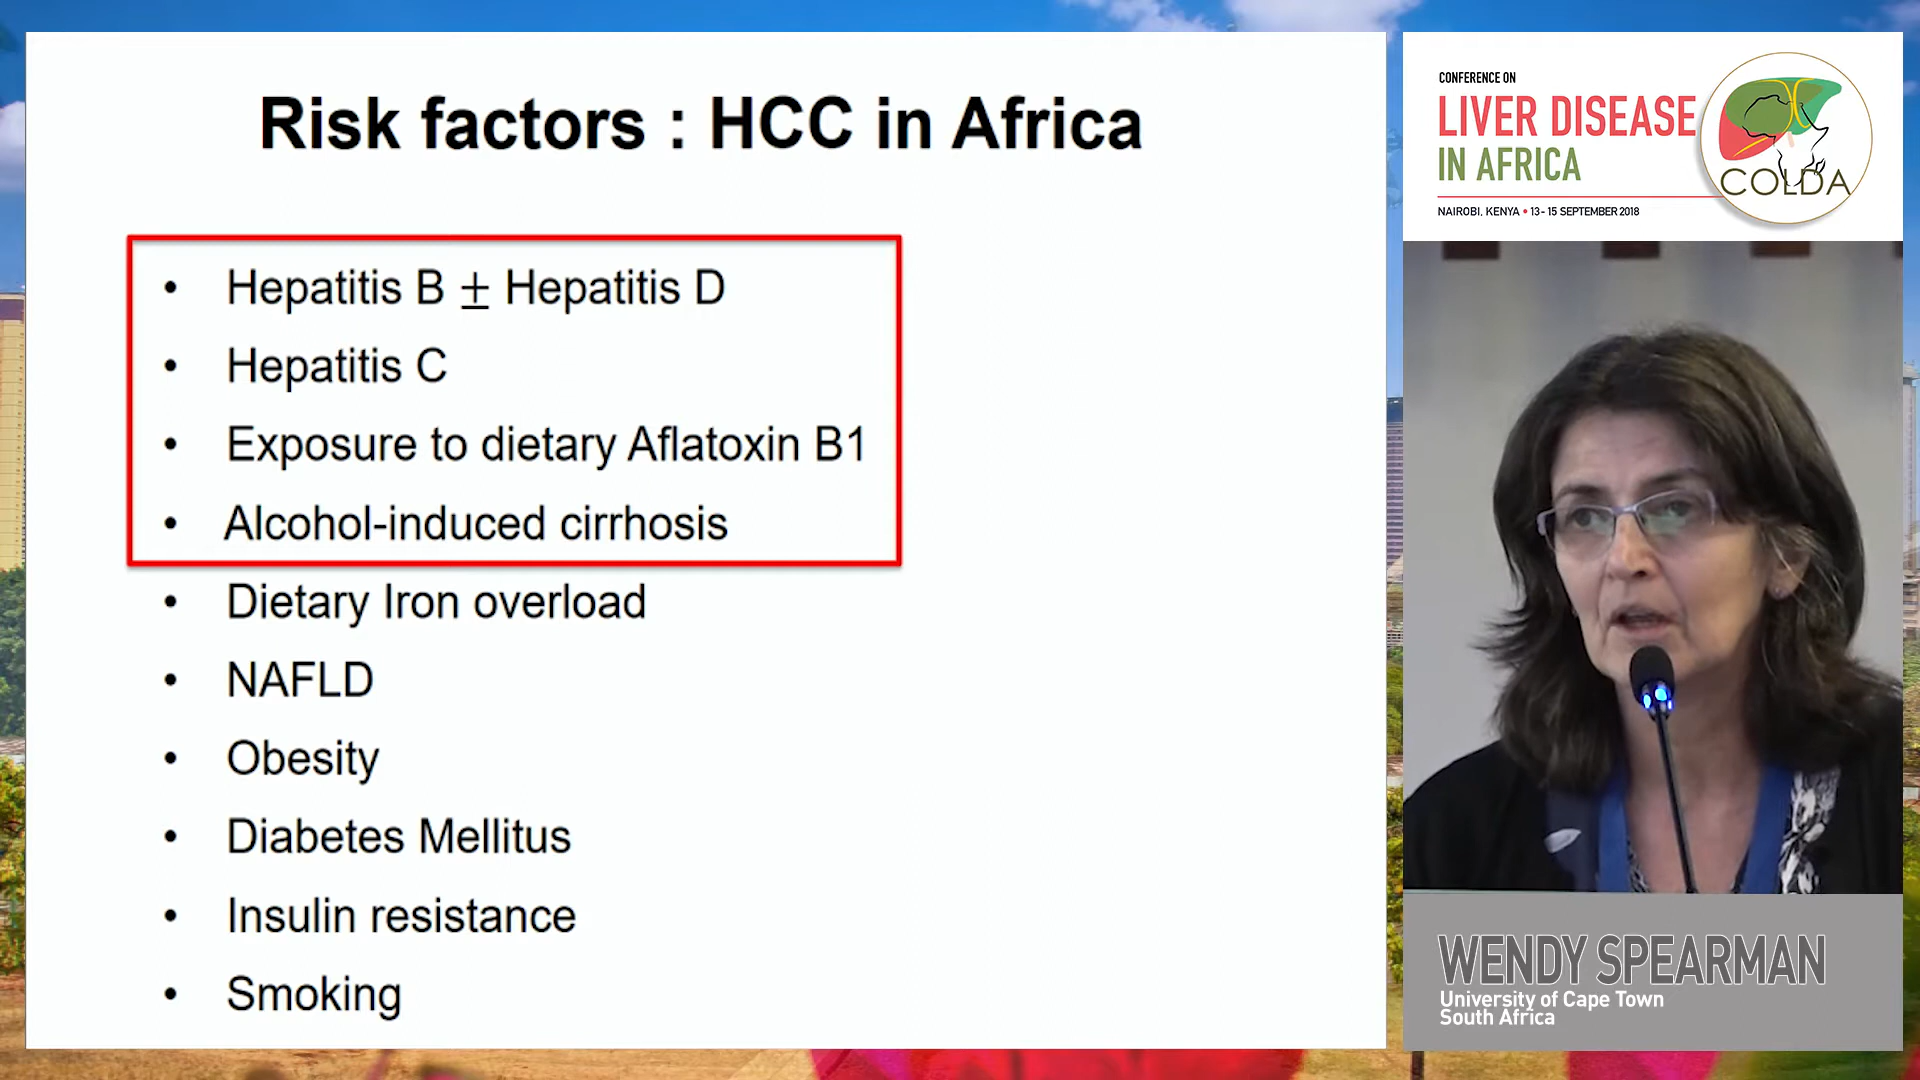 Risk factors : HCC in Africa
• Hepatitis B ± Hepatitis D
• Hepatitis C
• Exposure to dietary Aflatoxin B1
• Alcohol-induced cirrhosis
• Dietary Iron overload
• NAFLD
• Obesity
• Diabetes Mellitus
• Insulin resistance
• Smoking
CONFERENCE ON
LIVER DISEASE
IN AFRICA
COLDA
NAIROBI, KENYA • 13 - 15 SEPTEMBER 2018
WENDY SPEARMAN
University of Cape Town
South Africa